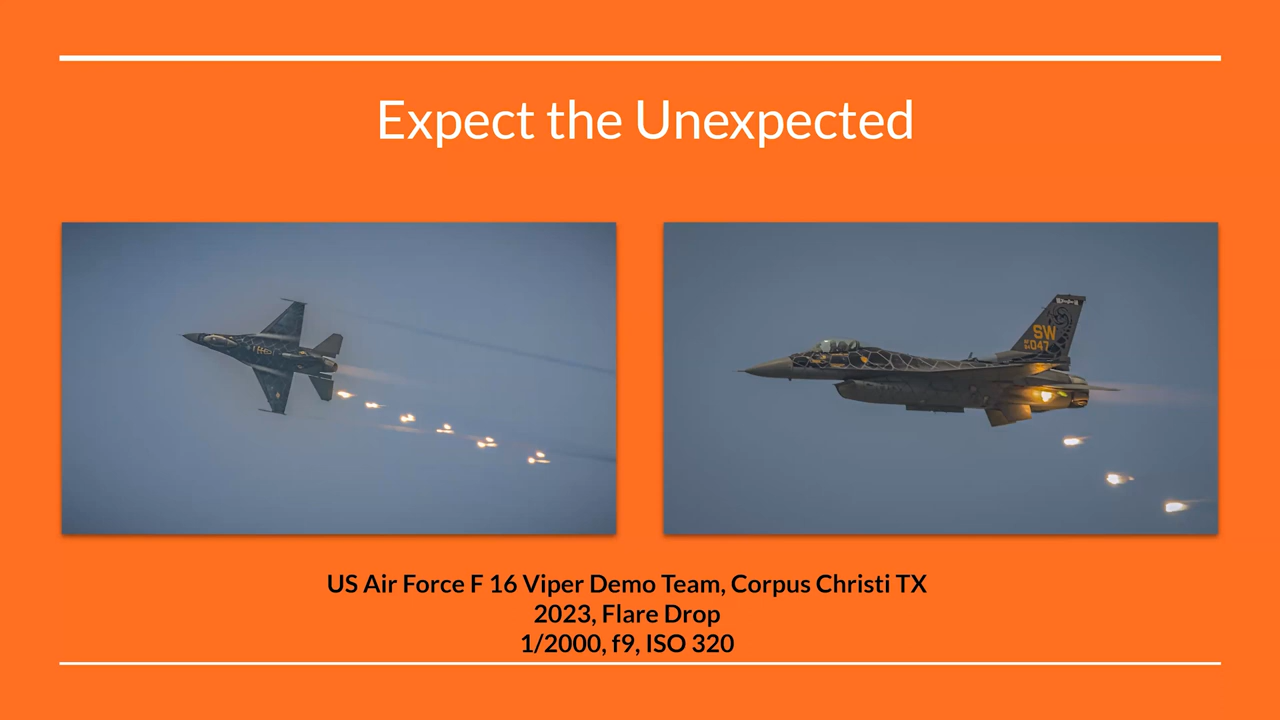 Expect the Unexpected
SW
047
US Air Force F 16 Viper Demo Team, Corpus Christi TX
2023, Flare Drop
1/2000, f9, ISO 320